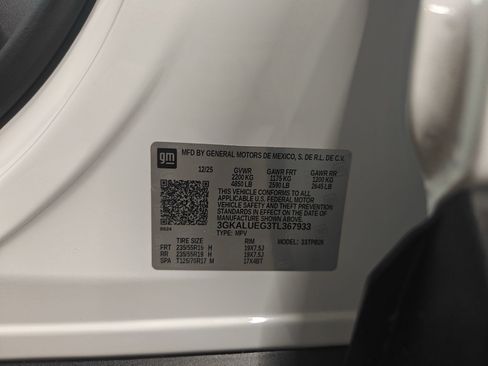 gm
MFD BY GENERAL MOTORS DE MEXICO, S. DE R.L. DE C.V.
12/25 GVWR GAWR FRT GAWR RR
2200 KG 1175 KG 1200 KG
4850 LB 2590 LB 2645 LB
THIS VEHICLE CONFORMS TO ALL
APPLICABLE U.S. FEDERAL MOTOR
VEHICLE SAFETY AND THEFT PREVENTION
STANDARDS IN EFFECT ON THE DATE OF
MANUFACTURE SHOWN ABOVE.
3GKALUEG3TL367933
TYPE: MPV MODEL:
TIRE SIZE RIM
FRT 235/55R19 H 19X7.5J
RR 235/55R19 H 19X7.5J
SPA T125/70R17 M 17X4BT